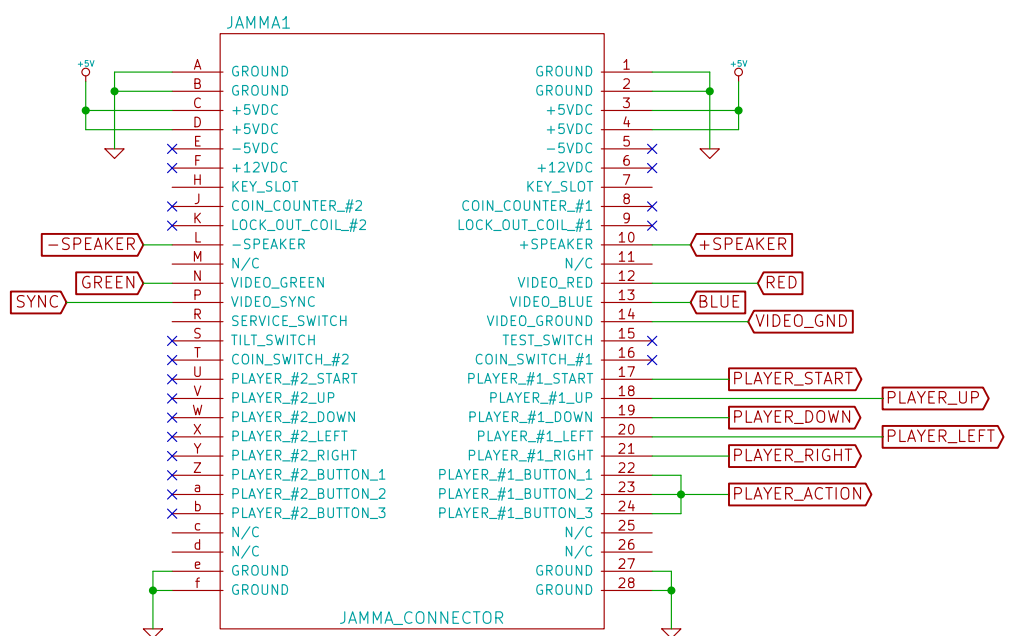 JAMMA1
+5V +5V
A GROUND GROUND 1
B GROUND GROUND 2
C +5VDC +5VDC 3
D +5VDC +5VDC 4
E -5VDC -5VDC 5
F +12VDC +12VDC 6
H KEY_SLOT KEY_SLOT 7
J COIN_COUNTER_#2 COIN_COUNTER_#1 8
K LOCK_OUT_COIL_#2 LOCK_OUT_COIL_#1 9
-SPEAKER L -SPEAKER +SPEAKER 10 +SPEAKER
M N/C N/C 11
GREEN N VIDEO_GREEN VIDEO_RED 12 RED
SYNC P VIDEO_SYNC VIDEO_BLUE 13 BLUE
R SERVICE_SWITCH VIDEO_GROUND 14 VIDEO_GND
S TILT_SWITCH TEST_SWITCH 15
T COIN_SWITCH_#2 COIN_SWITCH_#1 16
U PLAYER_#2_START PLAYER_#1_START 17 PLAYER_START
V PLAYER_#2_UP PLAYER_#1_UP 18 PLAYER_UP
W PLAYER_#2_DOWN PLAYER_#1_DOWN 19 PLAYER_DOWN
X PLAYER_#2_LEFT PLAYER_#1_LEFT 20 PLAYER_LEFT
Y PLAYER_#2_RIGHT PLAYER_#1_RIGHT 21 PLAYER_RIGHT
Z PLAYER_#2_BUTTON_1 PLAYER_#1_BUTTON_1 22
a PLAYER_#2_BUTTON_2 PLAYER_#1_BUTTON_2 23 PLAYER_ACTION
b PLAYER_#2_BUTTON_3 PLAYER_#1_BUTTON_3 24
c N/C N/C 25
d N/C N/C 26
e GROUND GROUND 27
f GROUND GROUND 28
JAMMA_CONNECTOR